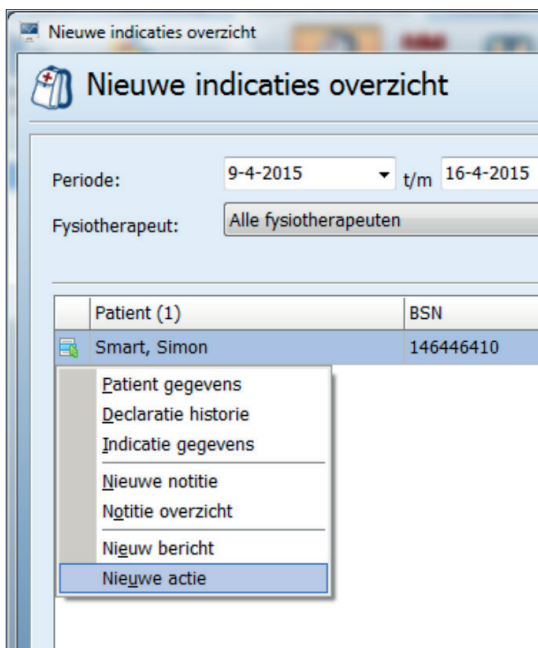 Nieuwe indicaties overzicht
Nieuwe indicaties overzicht
Periode: 9-4-2015 t/m 16-4-2015
Fysiotherapeut: Alle fysiotherapeuten
Patient (1) BSN
Smart, Simon 146446410
Patient gegevens
Declaratie historie
Indicatie gegevens
Nieuwe notitie
Notitie overzicht
Nieuw bericht
Nieuwe actie